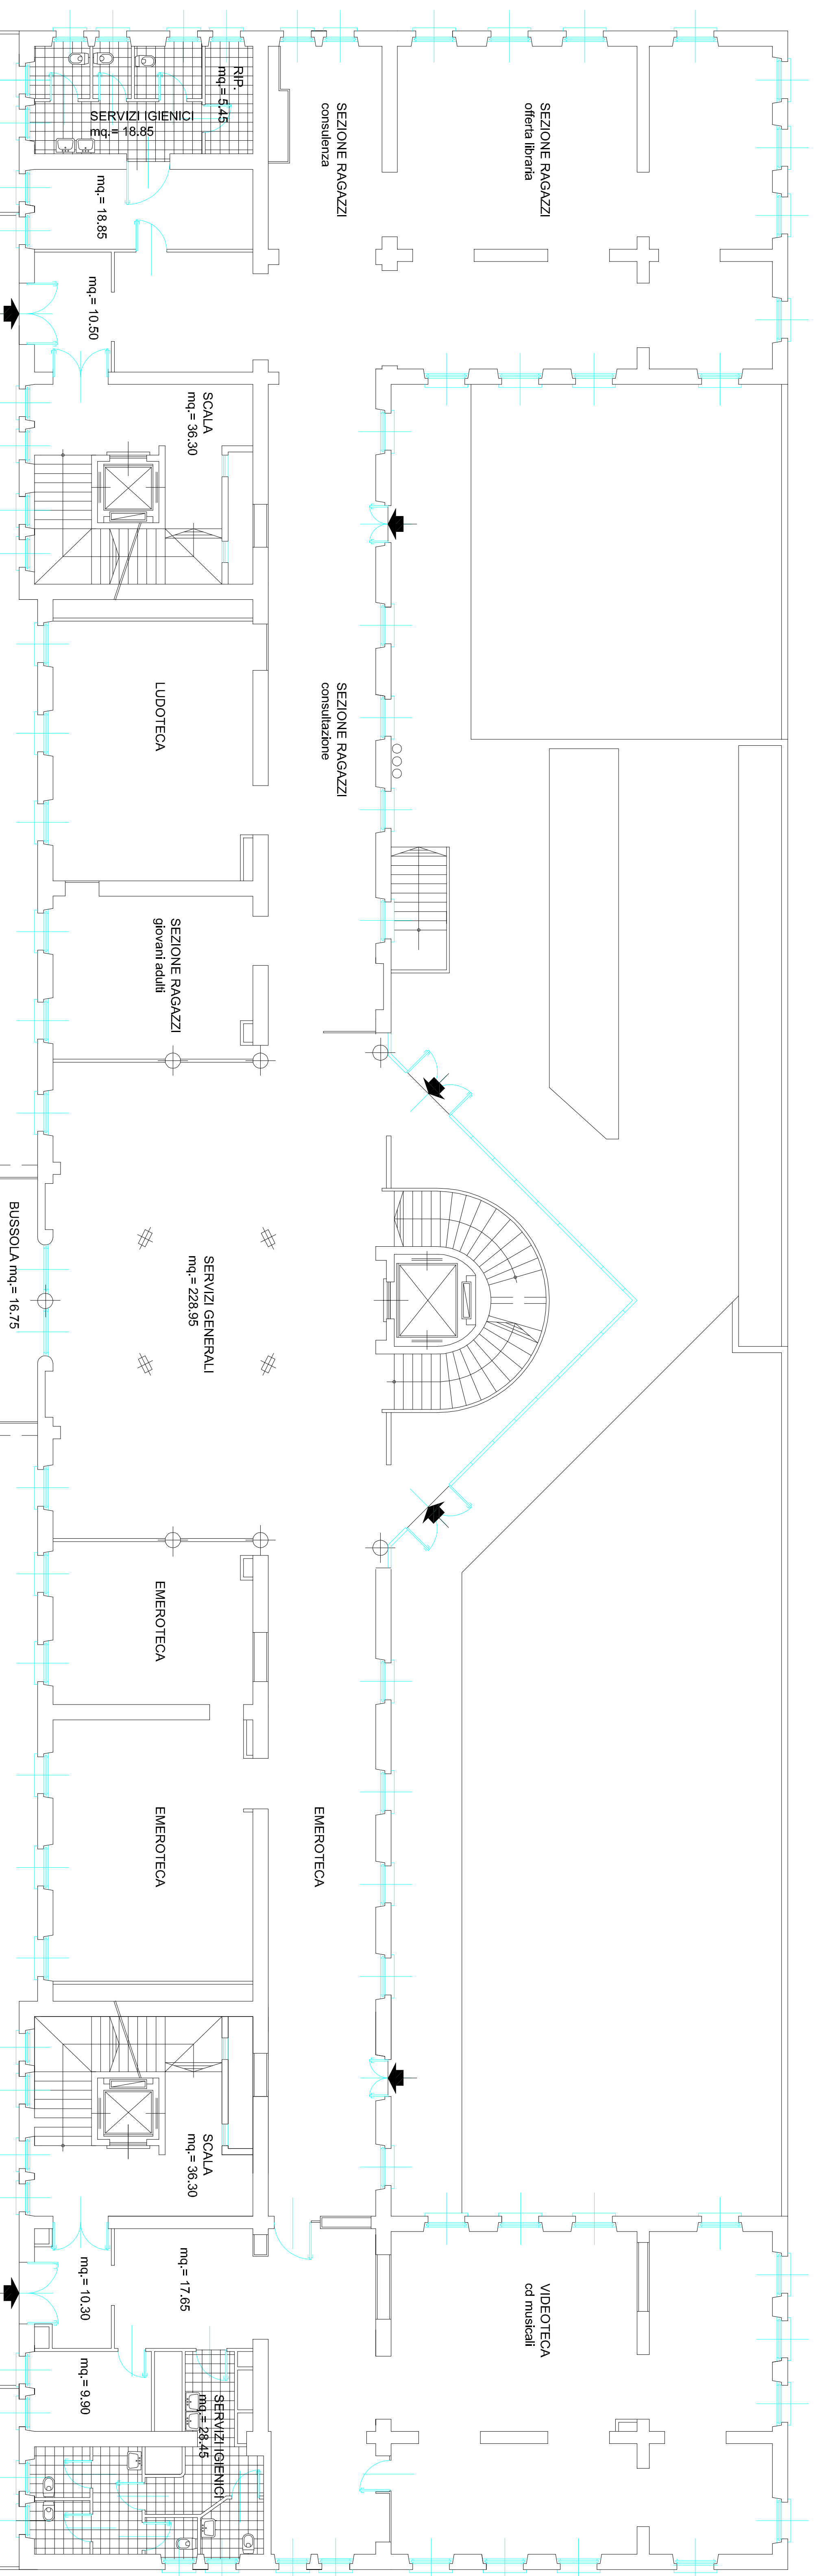 RIP.
mq.= 5.45
SERVIZI IGIENICI
mq.= 18.85
SEZIONE RAGAZZI
consulenza
SEZIONE RAGAZZI
offerta libraria
mq.= 18.85
mq.= 10.50
SCALA
mq.= 36.30
LUDOTECA
SEZIONE RAGAZZI
consultazione
SEZIONE RAGAZZI
giovani adulti
BUSSOLA mq.= 16.75
SERVIZI GENERALI
mq.= 228.95
EMEROTECA
EMEROTECA
EMEROTECA
SCALA
mq.= 36.30
mq.= 10.30
mq.= 17.65
VIDEOTECA
cd musicali
mq.= 9.90
SERVIZI IGIENICI
mq.= 28.45